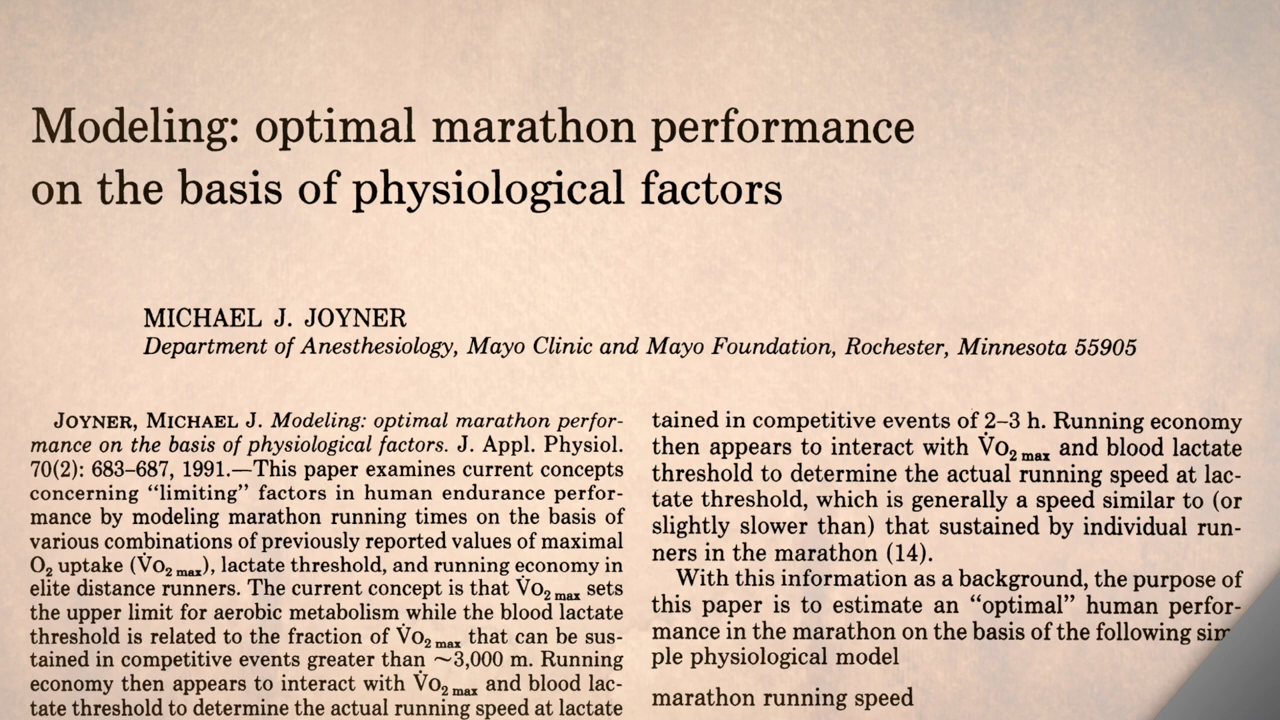 Modeling: optimal marathon performance
on the basis of physiological factors
MICHAEL J. JOYNER
Department of Anesthesiology, Mayo Clinic and Mayo Foundation, Rochester, Minnesota 55905
JOYNER, MICHAEL J. Modeling: optimal marathon perfor-
mance on the basis of physiological factors. J. Appl. Physiol.
70(2): 683–687, 1991.—This paper examines current concepts
concerning “limiting” factors in human endurance perfor-
mance by modeling marathon running times on the basis of
various combinations of previously reported values of maximal
O₂ uptake (V̇O₂ max), lactate threshold, and running economy in
elite distance runners. The current concept is that V̇O₂ max sets
the upper limit for aerobic metabolism while the blood lactate
threshold is related to the fraction of V̇O₂ max that can be sus-
tained in competitive events greater than ~3,000 m. Running
economy then appears to interact with V̇O₂ max and blood lac-
tate threshold to determine the actual running speed at lactate
tained in competitive events of 2–3 h. Running economy
then appears to interact with V̇O₂ max and blood lactate
threshold to determine the actual running speed at lac-
tate threshold, which is generally a speed similar to (or
slightly slower than) that sustained by individual run-
ners in the marathon (14).
With this information as a background, the purpose of
this paper is to estimate an “optimal” human perfor-
mance in the marathon on the basis of the following sim
ple physiological model
marathon running speed